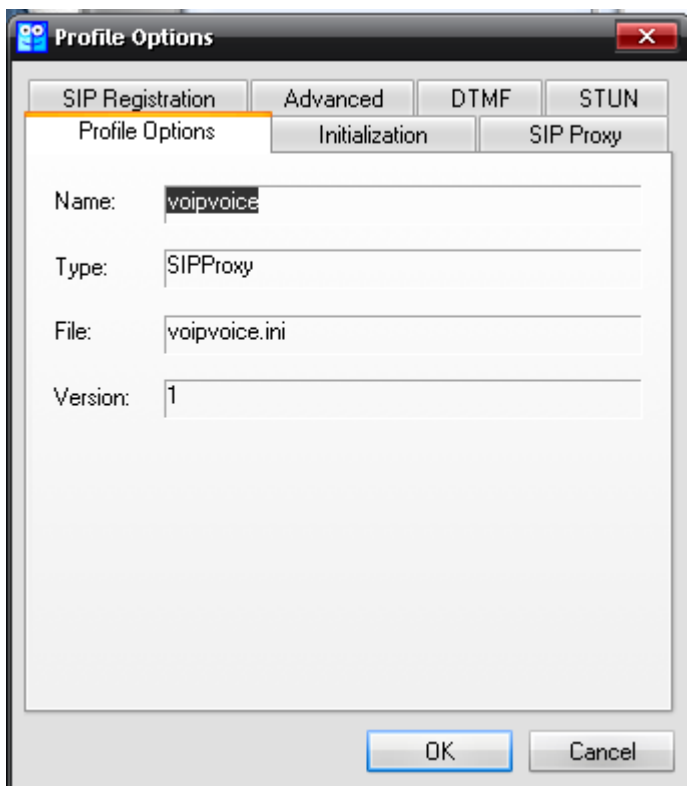 Profile Options
SIP Registration Advanced DTMF STUN
Profile Options Initialization SIP Proxy
Name: voipvoice
Type: SIPProxy
File: voipvoice.ini
Version: 1
OK Cancel